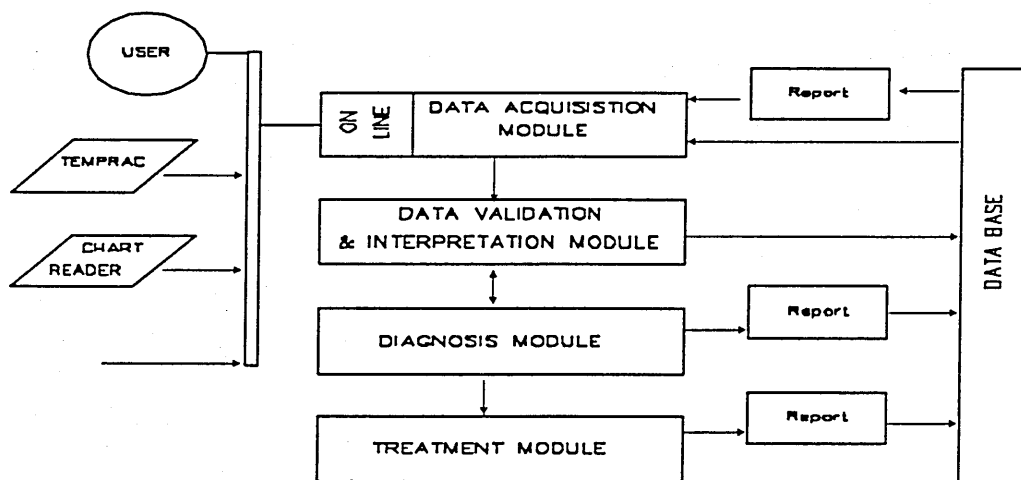 USER
TEMPRAC
CHART
READER
ON
LINE
DATA ACQUISISTION
MODULE
DATA VALIDATION
& INTERPRETATION MODULE
DIAGNOSIS MODULE
TREATMENT MODULE
Report
Report
Report
DATA BASE